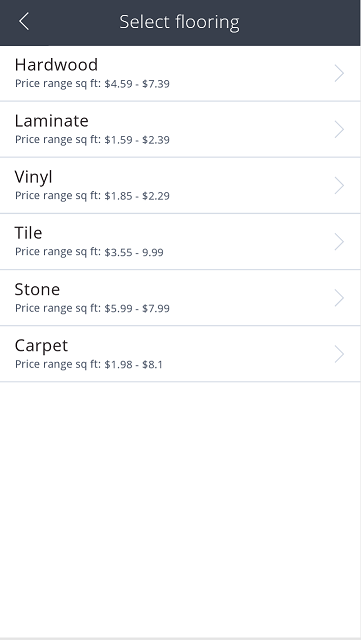 Select flooring
Hardwood
Price range sq ft: $4.59 - $7.39
Laminate
Price range sq ft: $1.59 - $2.39
Vinyl
Price range sq ft: $1.85 - $2.29
Tile
Price range sq ft: $3.55 - 9.99
Stone
Price range sq ft: $5.99 - $7.99
Carpet
Price range sq ft: $1.98 - $8.1